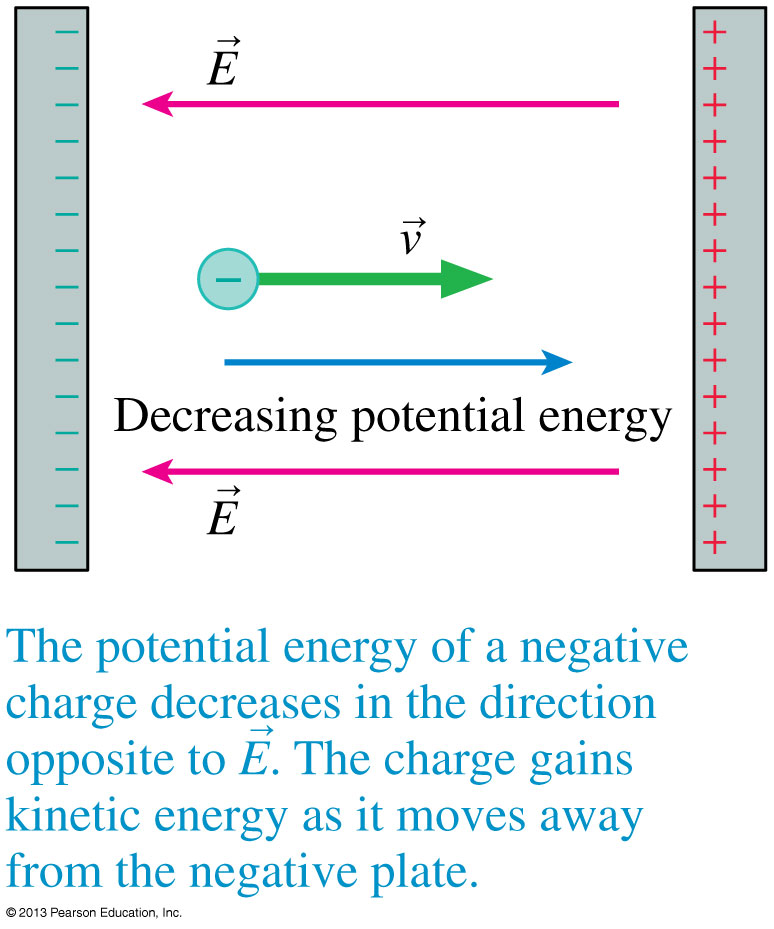 E⃗
v⃗
Decreasing potential energy
E⃗
The potential energy of a negative
charge decreases in the direction
opposite to E⃗. The charge gains
kinetic energy as it moves away
from the negative plate.
© 2013 Pearson Education, Inc.